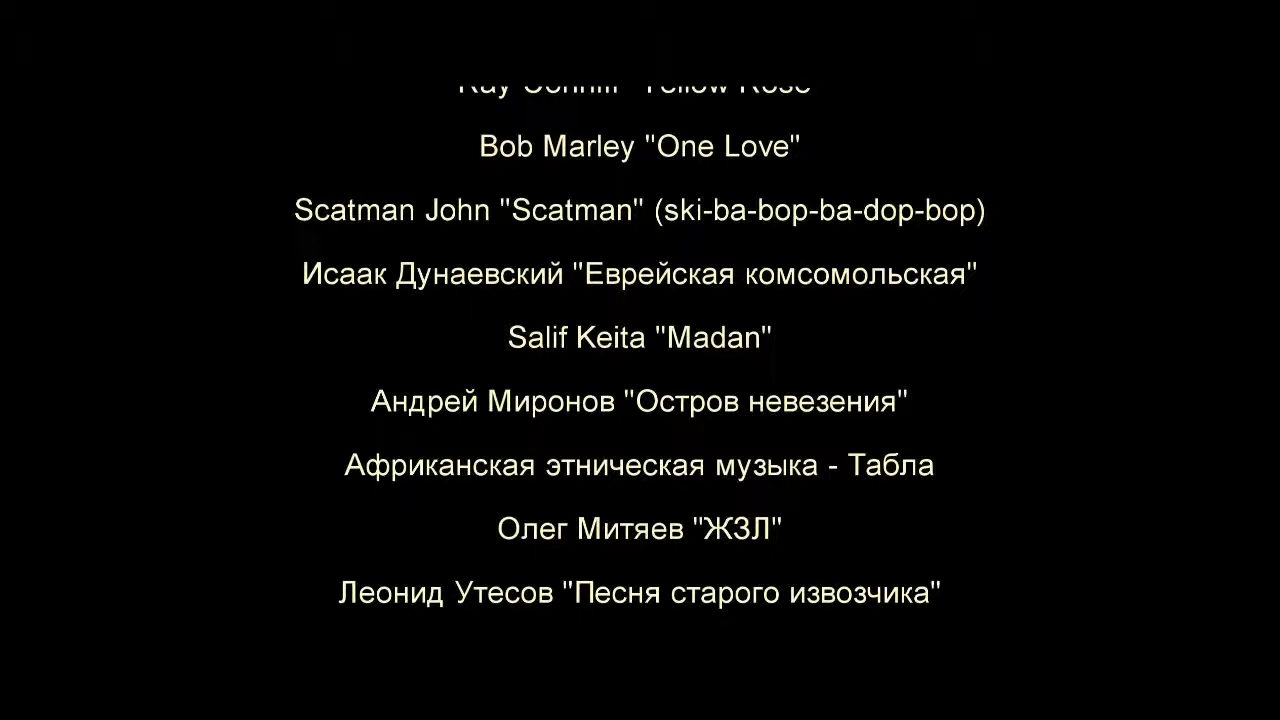 Bob Marley "One Love"
Scatman John "Scatman" (ski-ba-bop-ba-dop-bop)
Исаак Дунаевский "Еврейская комсомольская"
Salif Keita "Madan"
Андрей Миронов "Остров невезения"
Африканская этническая музыка - Табла
Олег Митяев "ЖЗЛ"
Леонид Утесов "Песня старого извозчика"